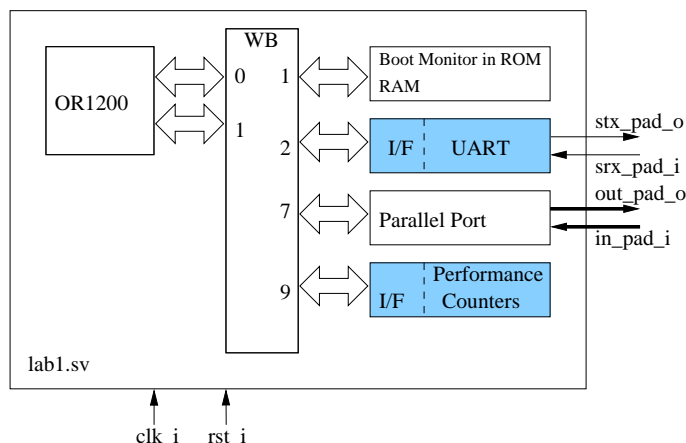 WB
OR1200
0
1
1
Boot Monitor in ROM
RAM
2
I/F
UART
stx_pad_o
srx_pad_i
7
Parallel Port
out_pad_o
in_pad_i
9
I/F
Performance
Counters
lab1.sv
clk_i
rst_i